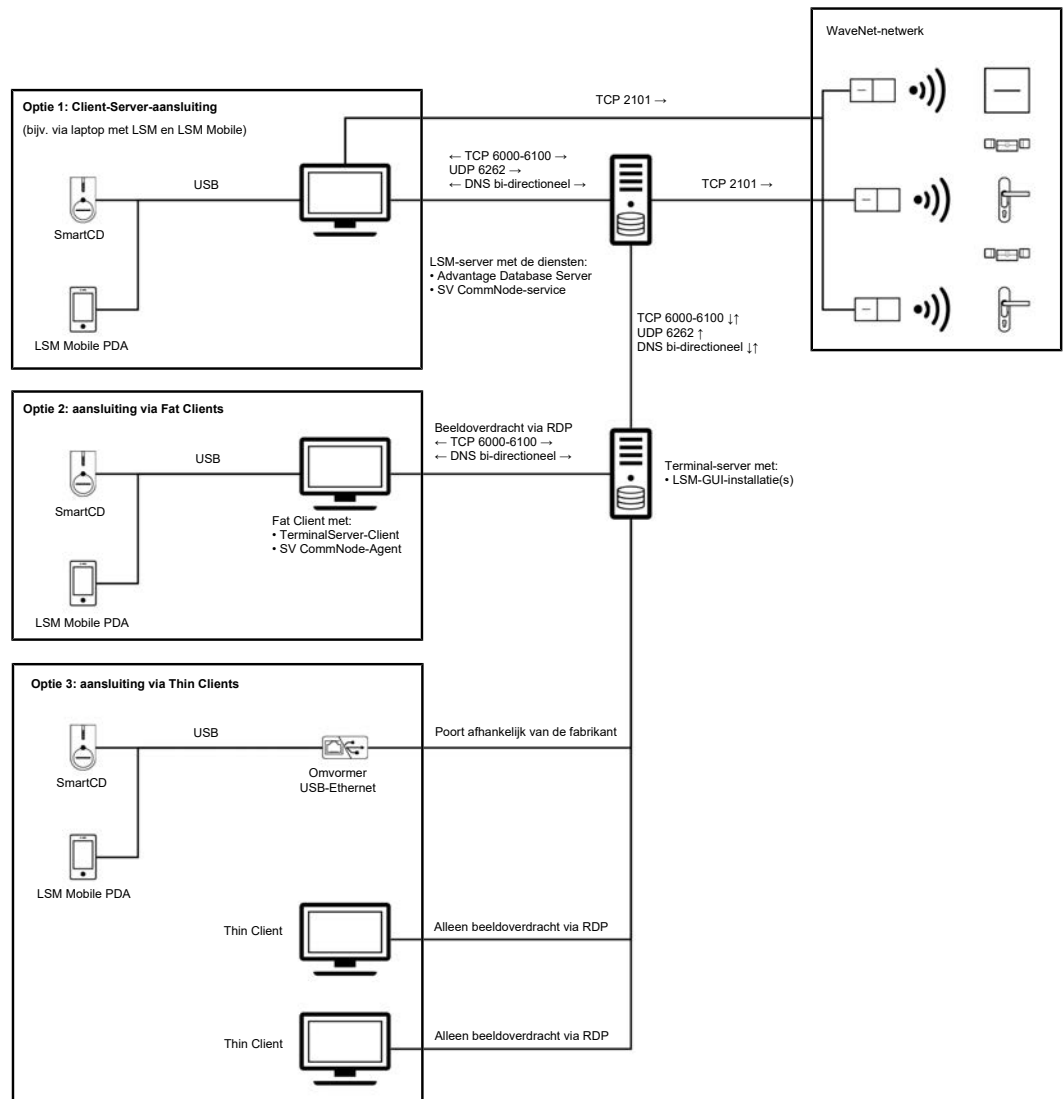 WaveNet-netwerk
Optie 1: Client-Server-aansluiting
(bijv. via laptop met LSM en LSM Mobile)
TCP 2101 →
← TCP 6000-6100 →
UDP 6262 →
← DNS bi-directioneel →
USB
TCP 2101 →
SmartCD
LSM-server met de diensten:
• Advantage Database Server
• SV CommNode-service
LSM Mobile PDA
TCP 6000-6100 ↓↑
UDP 6262 ↑
DNS bi-directioneel ↓↑
Optie 2: aansluiting via Fat Clients
Beeldoverdracht via RDP
← TCP 6000-6100 →
← DNS bi-directioneel →
USB
SmartCD
Terminal-server met:
• LSM-GUI-installatie(s)
Fat Client met:
• TerminalServer-Client
• SV CommNode-Agent
LSM Mobile PDA
Optie 3: aansluiting via Thin Clients
USB
Poort afhankelijk van de fabrikant
SmartCD
Omvormer
USB-Ethernet
LSM Mobile PDA
Thin Client
Alleen beeldoverdracht via RDP
Thin Client
Alleen beeldoverdracht via RDP